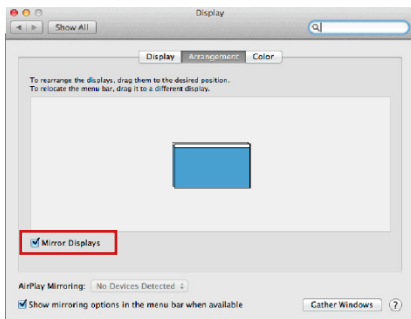 Display
Show All
Display Arrangement Color
To rearrange the displays, drag them to the desired position.
To relocate the menu bar, drag it to a different display.
Mirror Displays
AirPlay Mirroring: No Devices Detected
Show mirroring options in the menu bar when available
Gather Windows ?